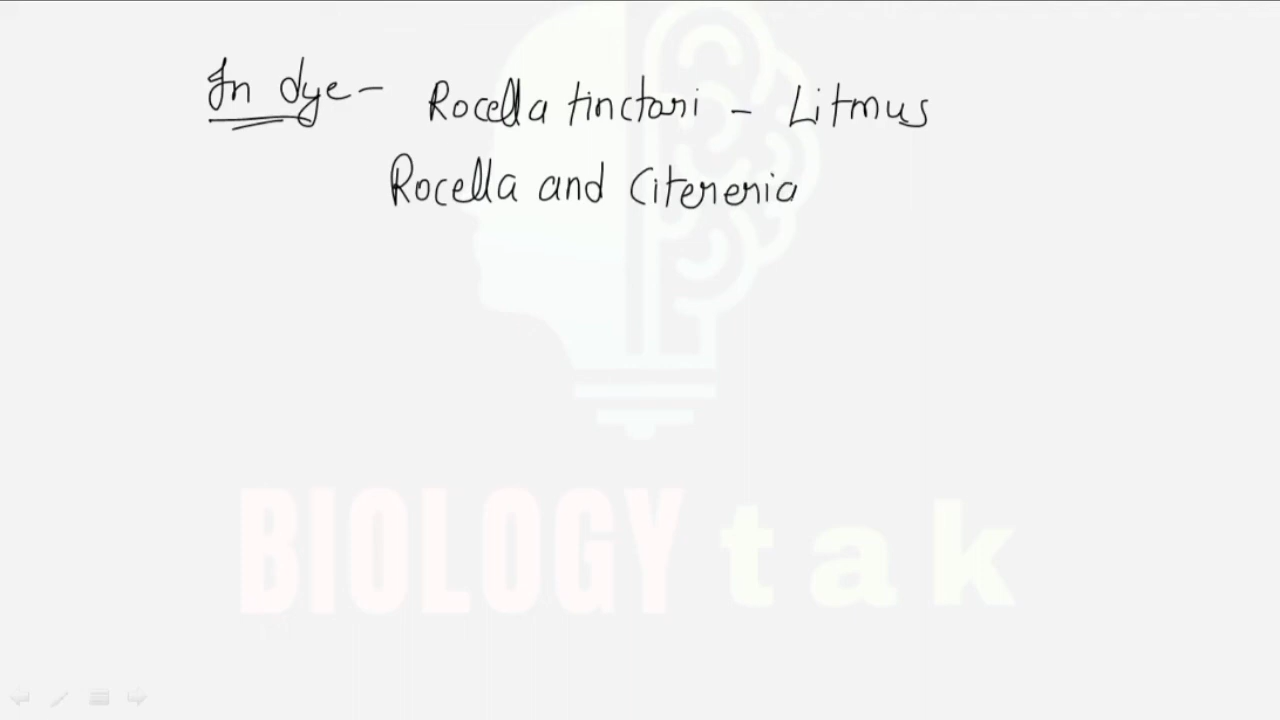 In dye - Rocella tinctori - Litmus
Rocella and Citereria
BIOLOGY tak